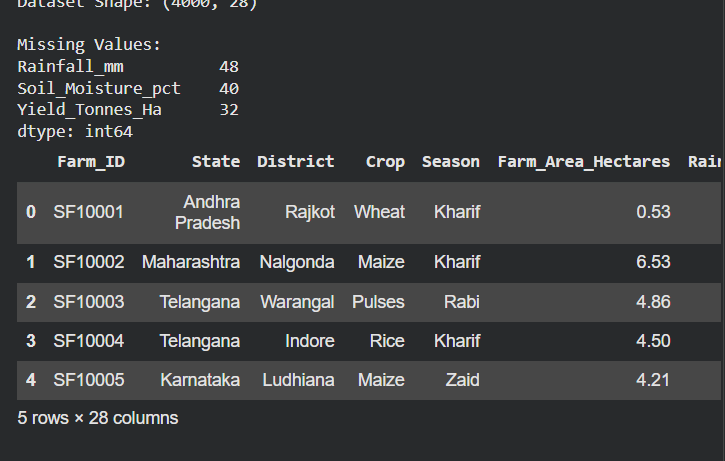 Dataset Shape: (4000, 28)
Missing Values:
Rainfall_mm 48
Soil_Moisture_pct 40
Yield_Tonnes_Ha 32
dtype: int64
Farm_ID State District Crop Season Farm_Area_Hectares
0 SF10001 Andhra Pradesh Rajkot Wheat Kharif 0.53
1 SF10002 Maharashtra Nalgonda Maize Kharif 6.53
2 SF10003 Telangana Warangal Pulses Rabi 4.86
3 SF10004 Telangana Indore Rice Kharif 4.50
4 SF10005 Karnataka Ludhiana Maize Zaid 4.21
5 rows × 28 columns